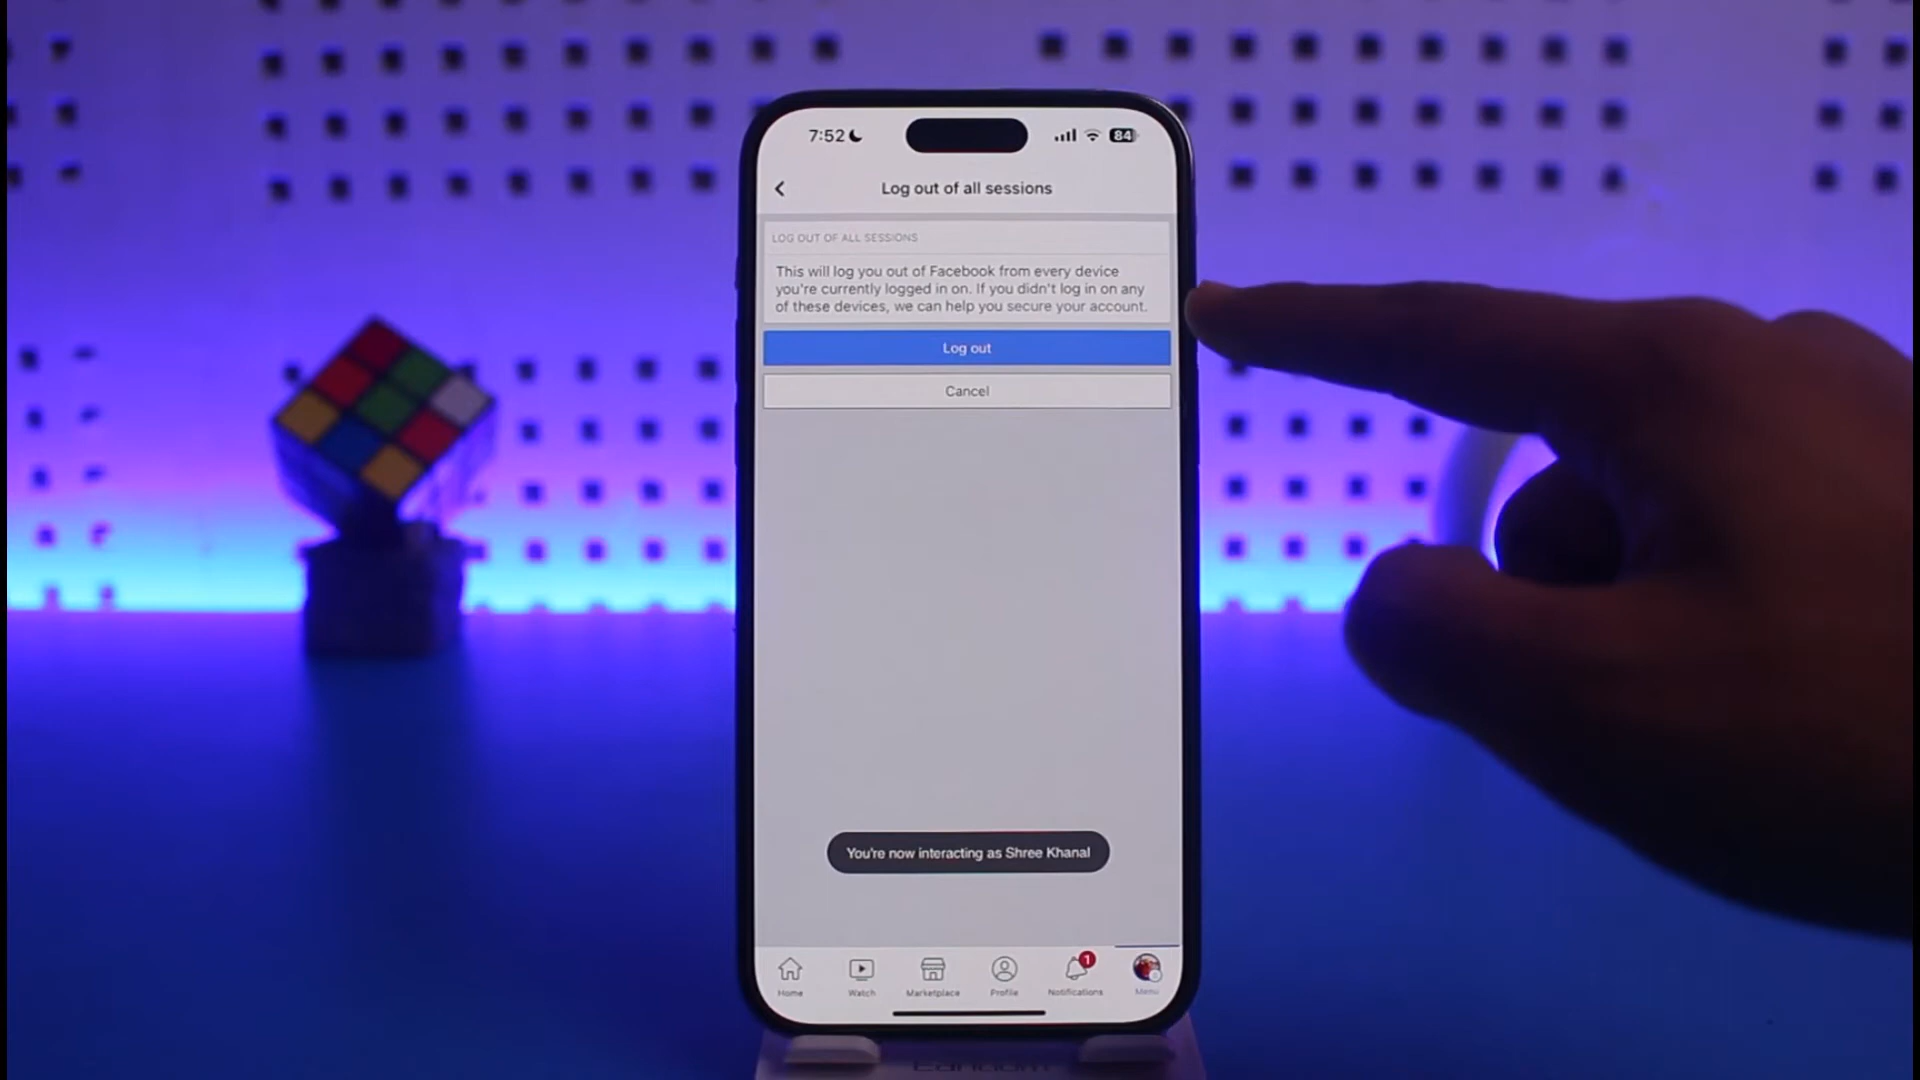 7:52
84
Log out of all sessions
LOG OUT OF ALL SESSIONS
This will log you out of Facebook from every device
you're currently logged in on. If you didn't log in on any
of these devices, we can help you secure your account.
Log out
Cancel
You're now interacting as Shree Khanal
1
Home
Watch
Marketplace
Profile
Notifications
Menu